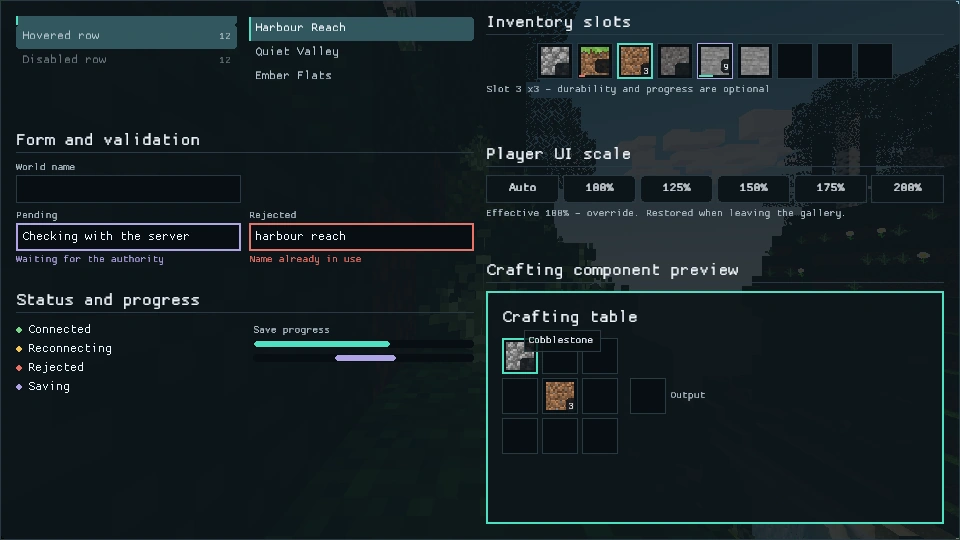 Hovered row 12
Disabled row 12
Harbour Reach
Quiet Valley
Ember Flats
Form and validation
World name
Pending
Checking with the server
Waiting for the authority
Rejected
harbour reach
Name already in use
Status and progress
Connected
Reconnecting
Rejected
Saving
Save progress
Inventory slots
3
9
Slot 3 x3 – durability and progress are optional
Player UI scale
Auto 100% 125% 150% 175% 200%
Effective 100% – override. Restored when leaving the gallery.
Crafting component preview
Crafting table
Cobblestone
3
Output